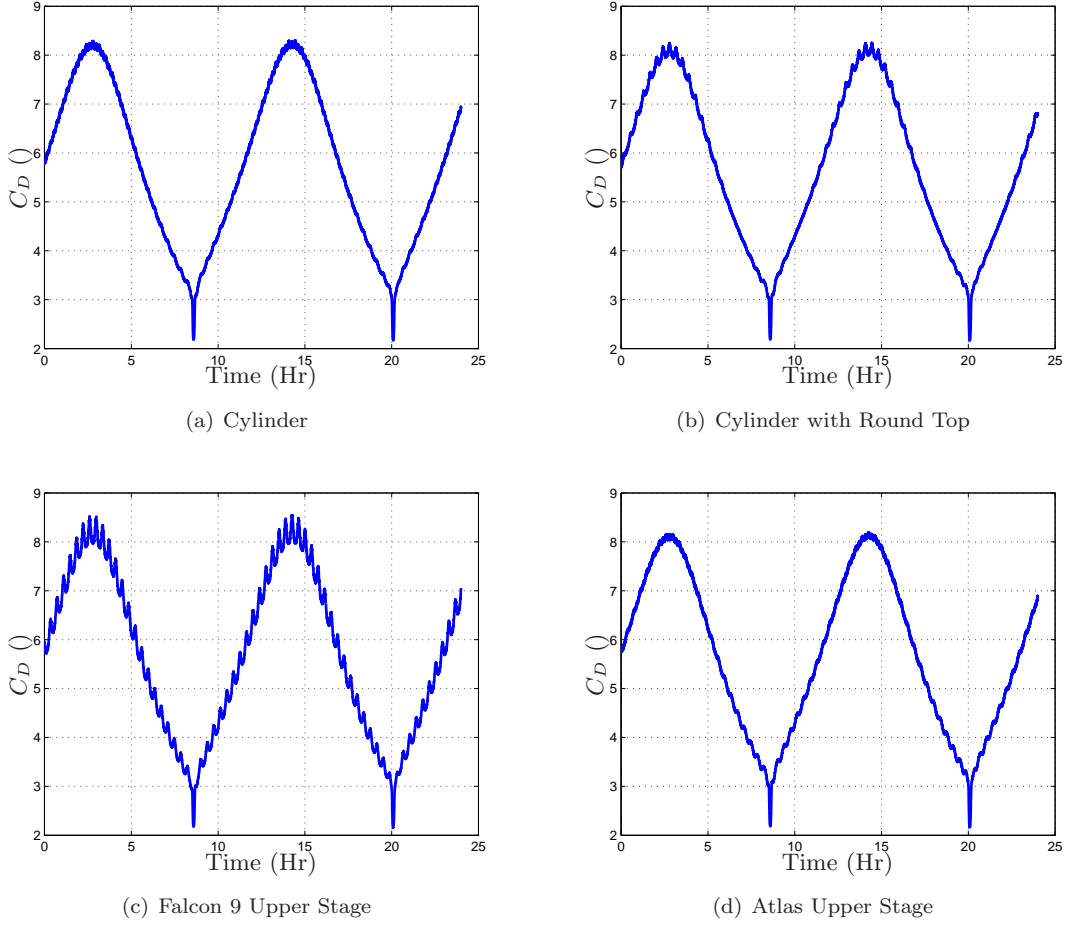 9
8
7
6
5
4
3
2
0 5 10 15 20 25
C_D ()
Time (Hr)
(a) Cylinder
9
8
7
6
5
4
3
2
0 5 10 15 20 25
C_D ()
Time (Hr)
(b) Cylinder with Round Top
9
8
7
6
5
4
3
2
0 5 10 15 20 25
C_D ()
Time (Hr)
(c) Falcon 9 Upper Stage
9
8
7
6
5
4
3
2
0 5 10 15 20 25
C_D ()
Time (Hr)
(d) Atlas Upper Stage